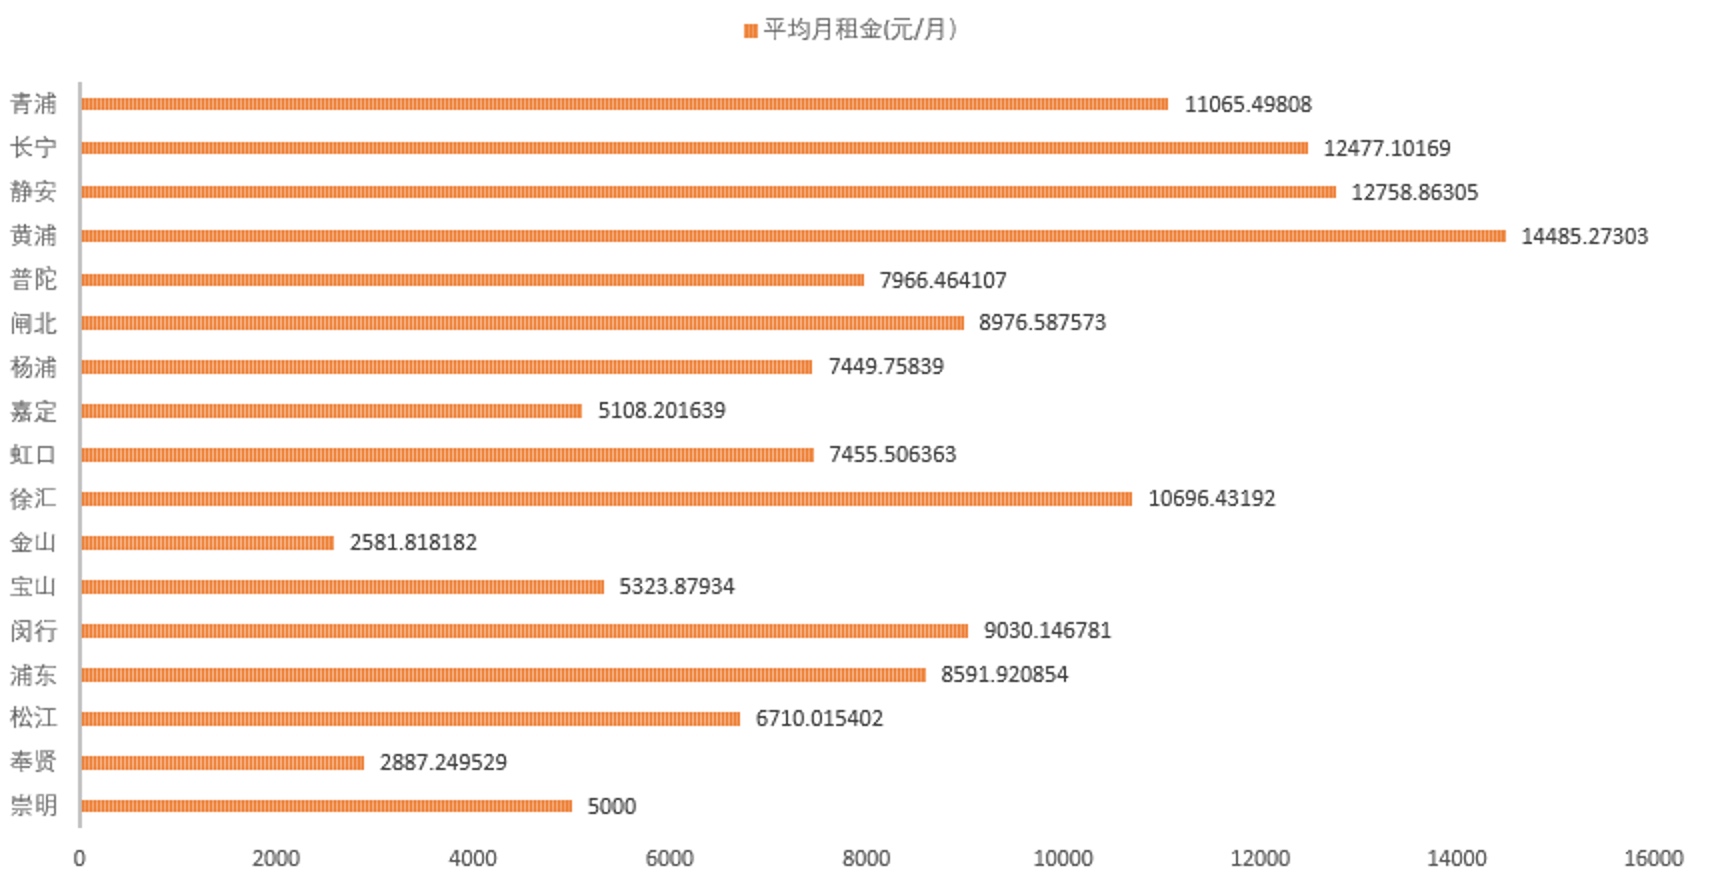 平均月租金(元/月)
青浦 11065.49808
长宁 12477.10169
静安 12758.86305
黄浦 14485.27303
普陀 7966.464107
闸北 8976.587573
杨浦 7449.75839
嘉定 5108.201639
虹口 7455.506363
徐汇 10696.43192
金山 2581.818182
宝山 5323.87934
闵行 9030.146781
浦东 8591.920854
松江 6710.015402
奉贤 2887.249529
崇明 5000
0 2000 4000 6000 8000 10000 12000 14000 16000